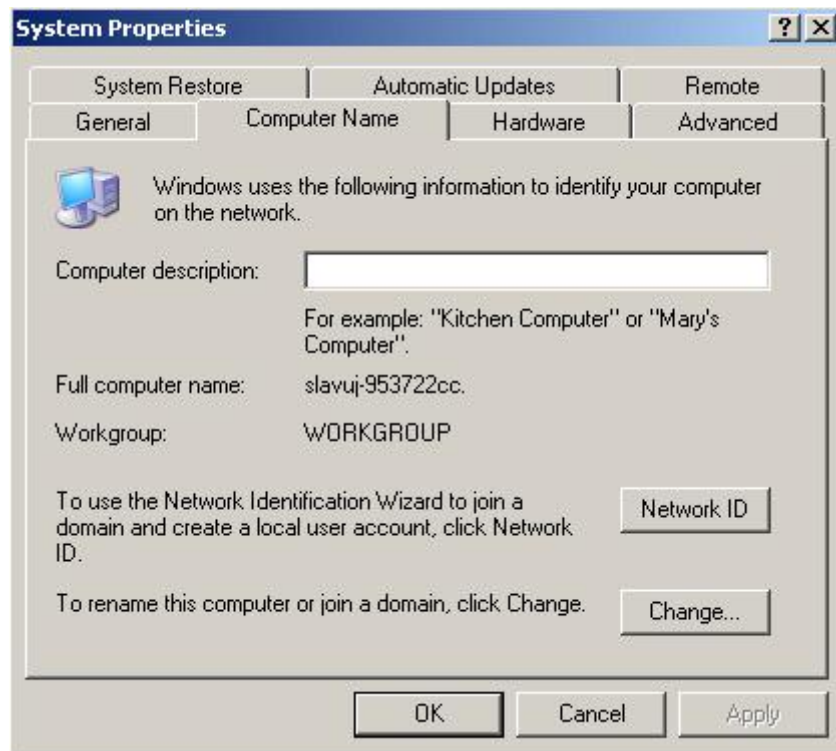 System Properties
System Restore
Automatic Updates
Remote
General
Computer Name
Hardware
Advanced
Windows uses the following information to identify your computer
on the network.
Computer description:
For example: "Kitchen Computer" or "Mary's
Computer".
Full computer name:
slavuj-953722cc.
Workgroup:
WORKGROUP
To use the Network Identification Wizard to join a
domain and create a local user account, click Network
ID.
Network ID
To rename this computer or join a domain, click Change.
Change...
OK
Cancel
Apply